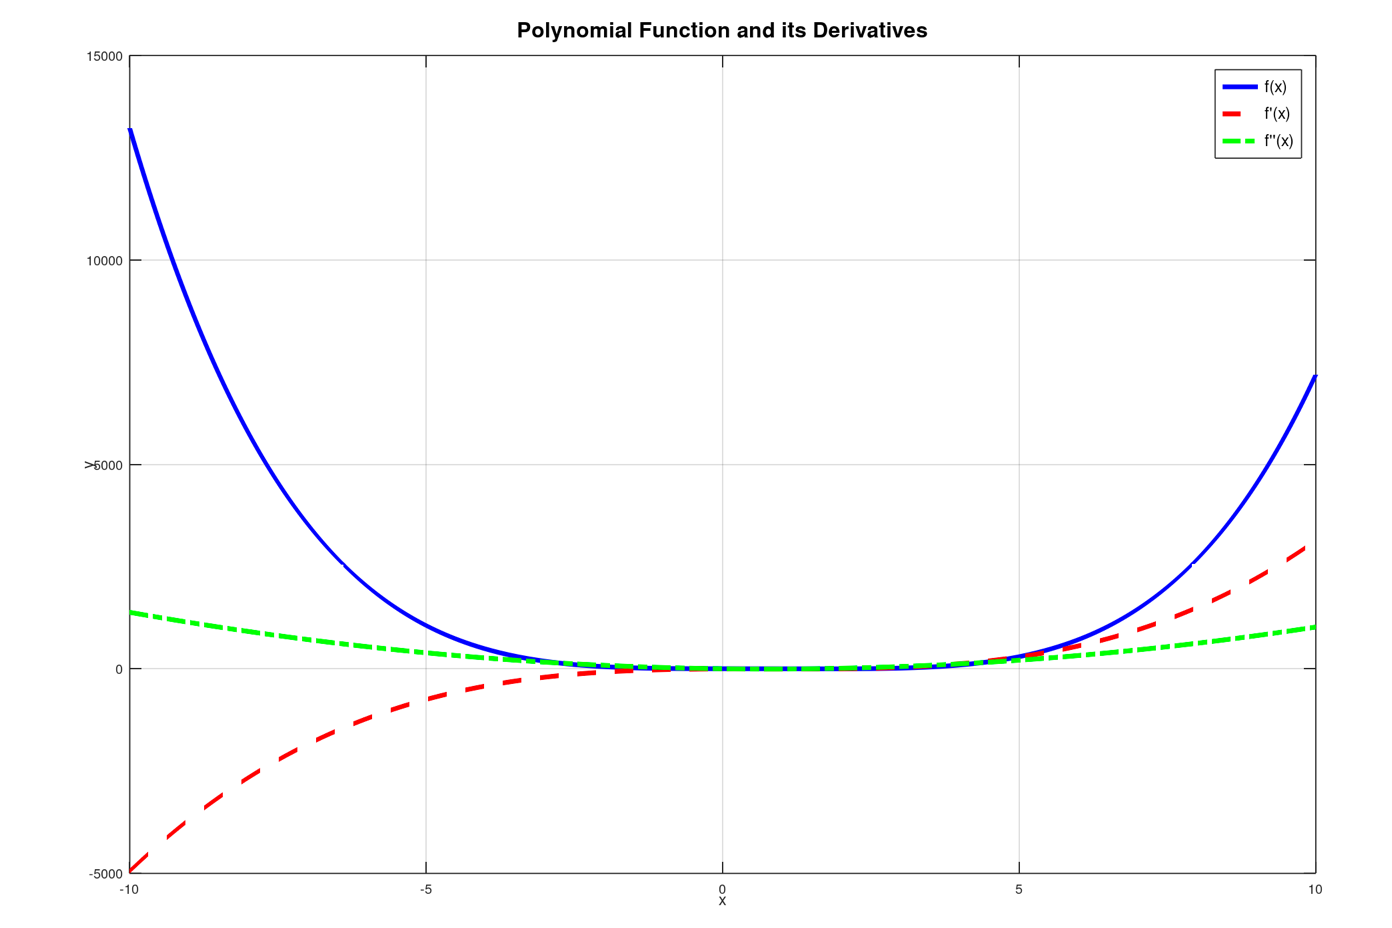 Polynomial Function and its Derivatives
15000
f(x)
f'(x)
f''(x)
10000
y
5000
0
-5000
-10
-5
0
5
10
x